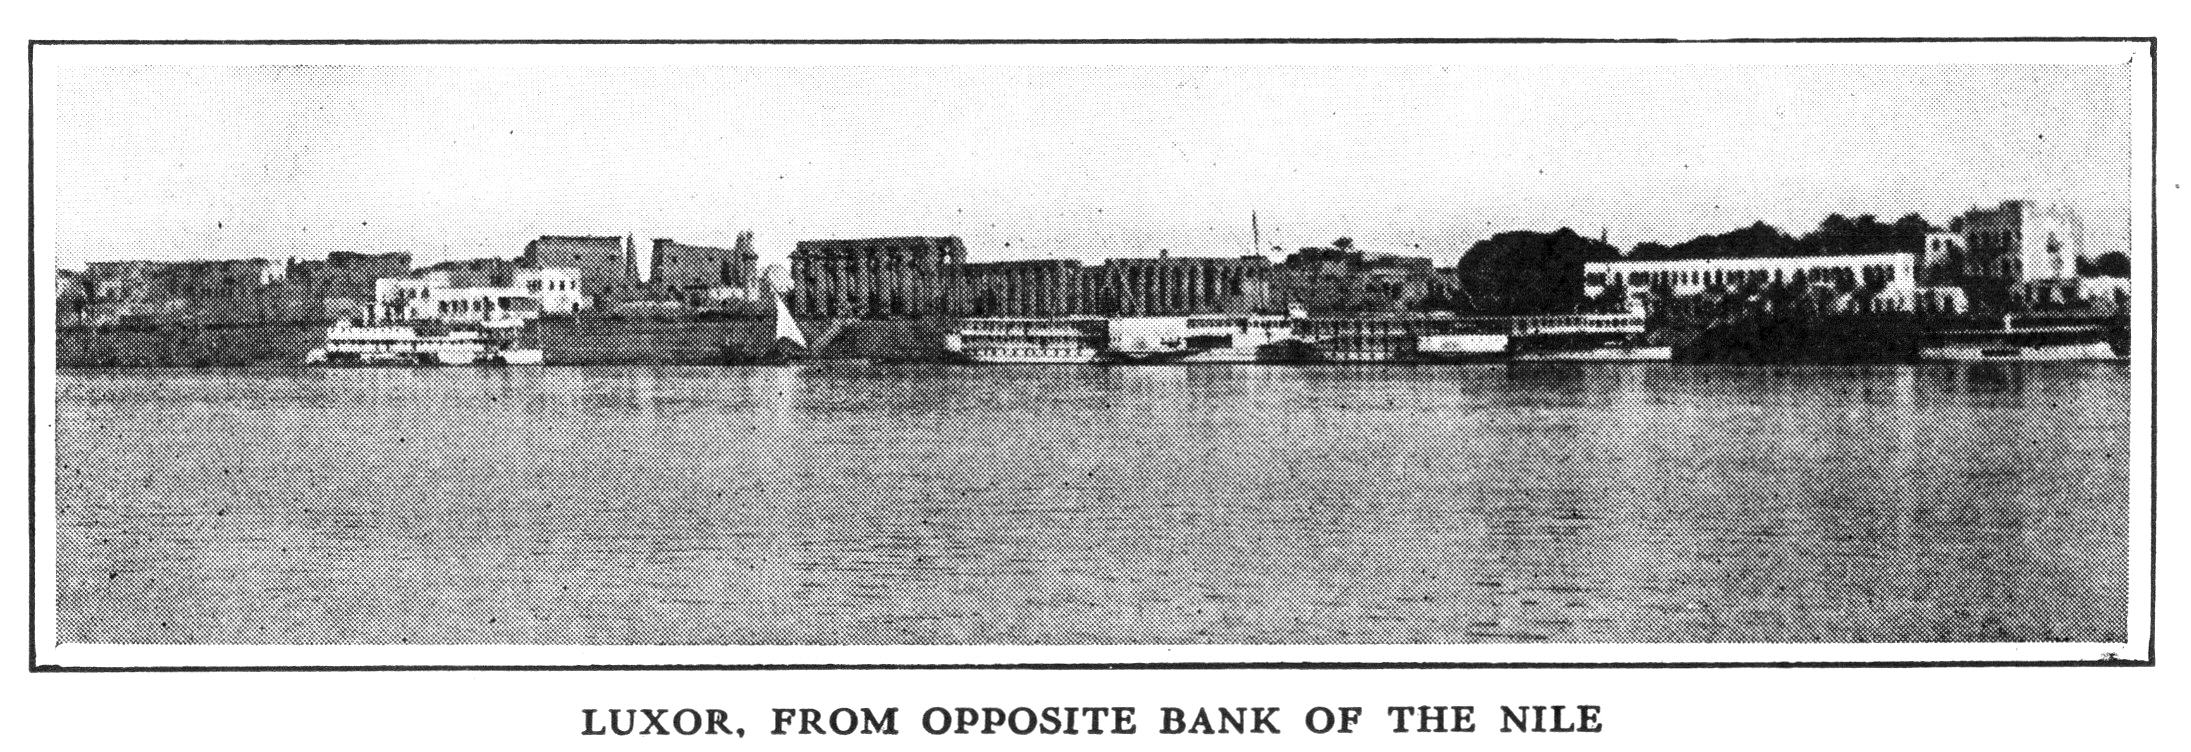 LUXOR, FROM OPPOSITE BANK OF THE NILE